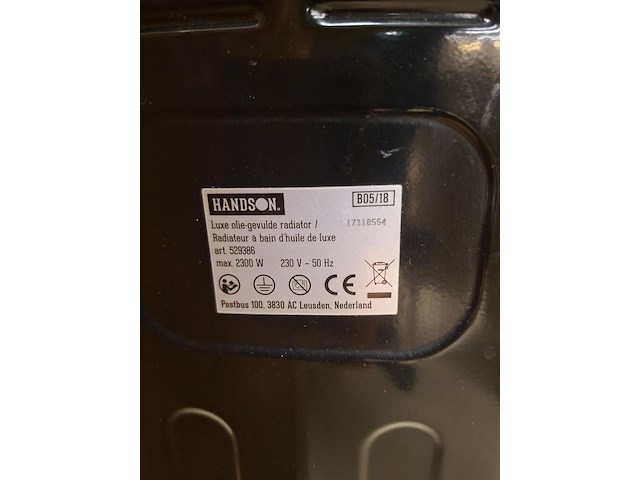 HANDSON. B05/18
Luxe olie-gevulde radiator / 17318554
Radiateur à bain d'huile de luxe
art. 529386
max. 2300 W 230 V ~ 50 Hz
CE
Postbus 100, 3830 AC Leusden, Nederland